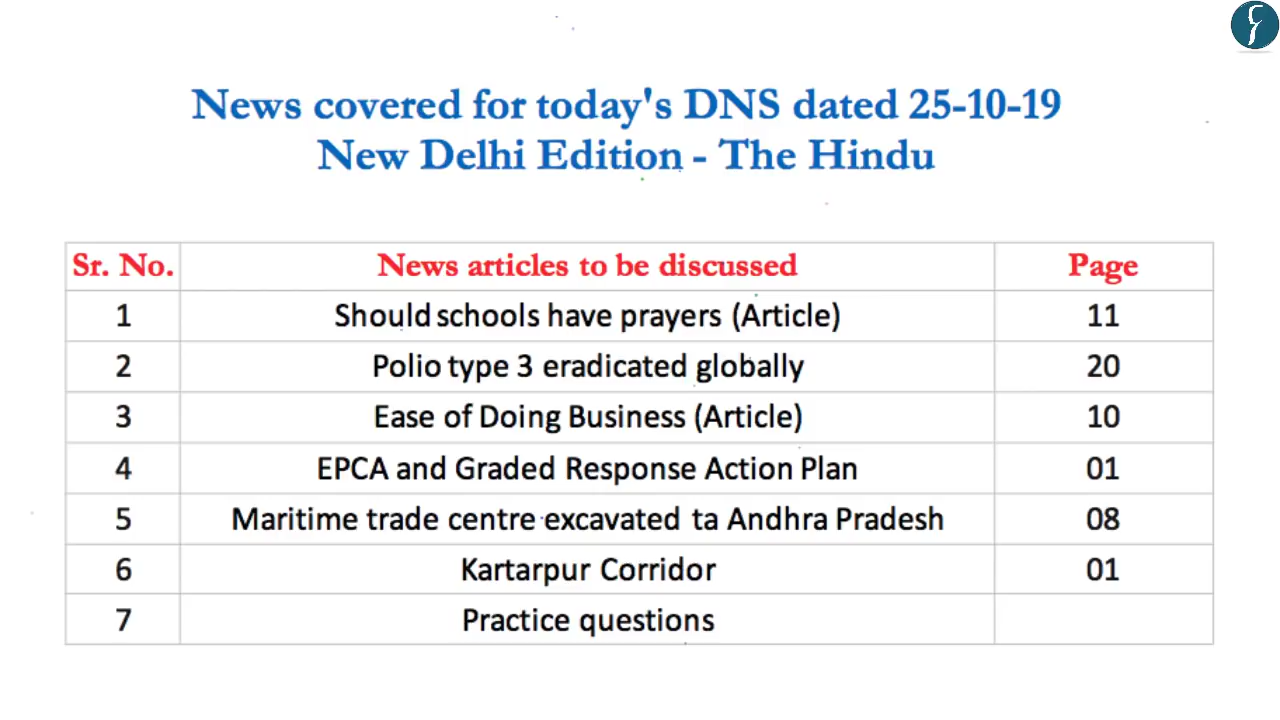 News covered for today's DNS dated 25-10-19
New Delhi Edition - The Hindu
Sr. No. News articles to be discussed Page
1 Should schools have prayers (Article) 11
2 Polio type 3 eradicated globally 20
3 Ease of Doing Business (Article) 10
4 EPCA and Graded Response Action Plan 01
5 Maritime trade centre excavated ta Andhra Pradesh 08
6 Kartarpur Corridor 01
7 Practice questions